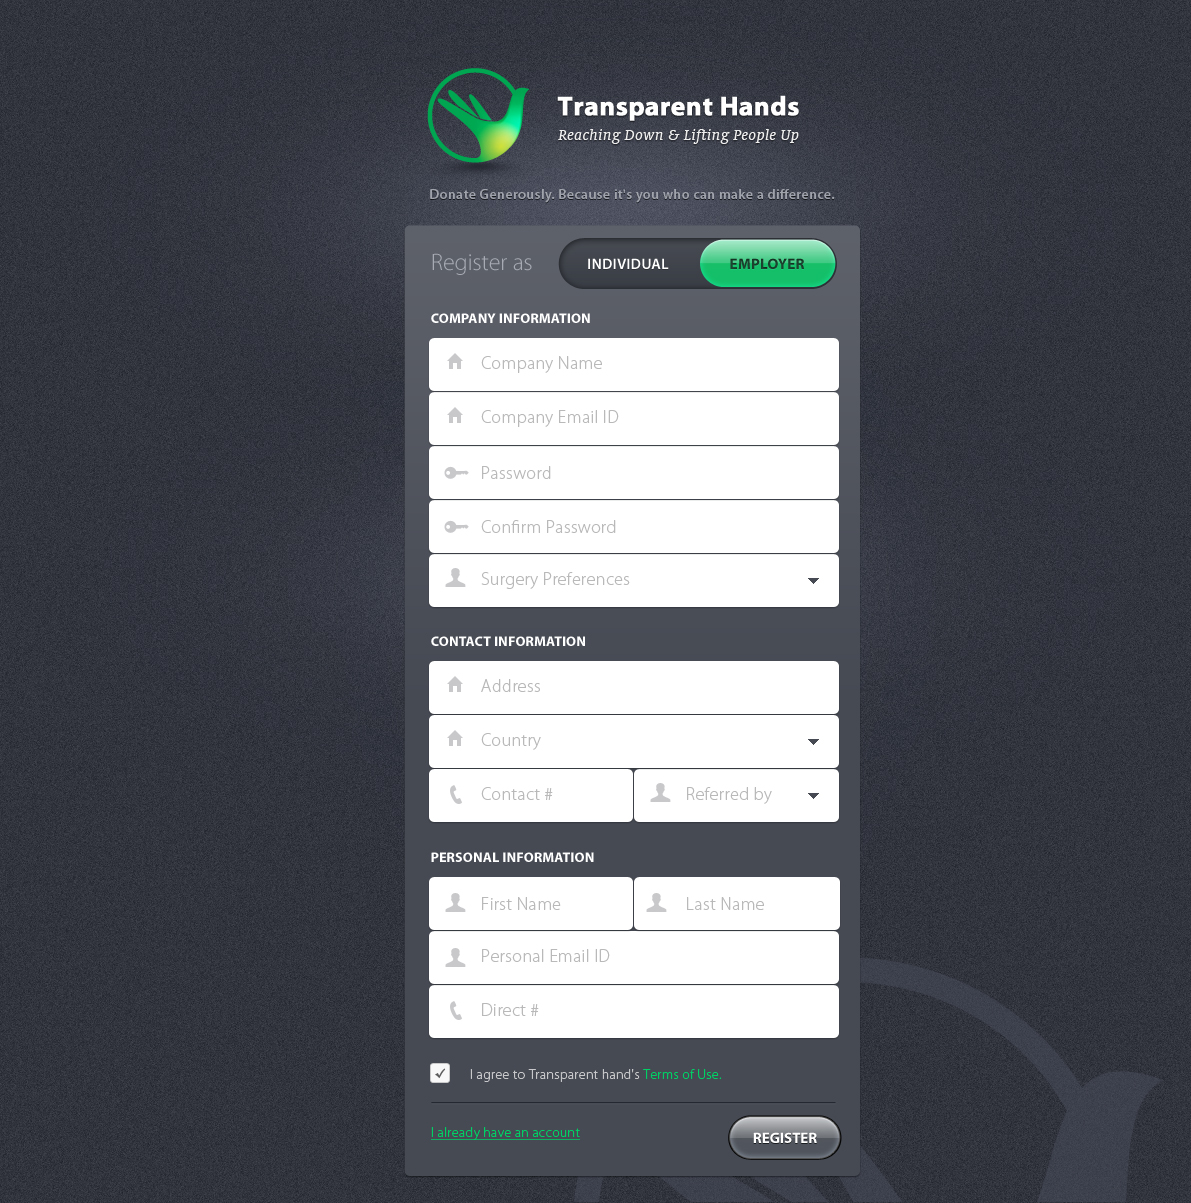 Transparent Hands
Reaching Down & Lifting People Up
Donate Generously. Because it's you who can make a difference.
Register as INDIVIDUAL EMPLOYER
COMPANY INFORMATION
Company Name
Company Email ID
Password
Confirm Password
Surgery Preferences
CONTACT INFORMATION
Address
Country
Contact # Referred by
PERSONAL INFORMATION
First Name Last Name
Personal Email ID
Direct #
I agree to Transparent hand's Terms of Use.
I already have an account REGISTER